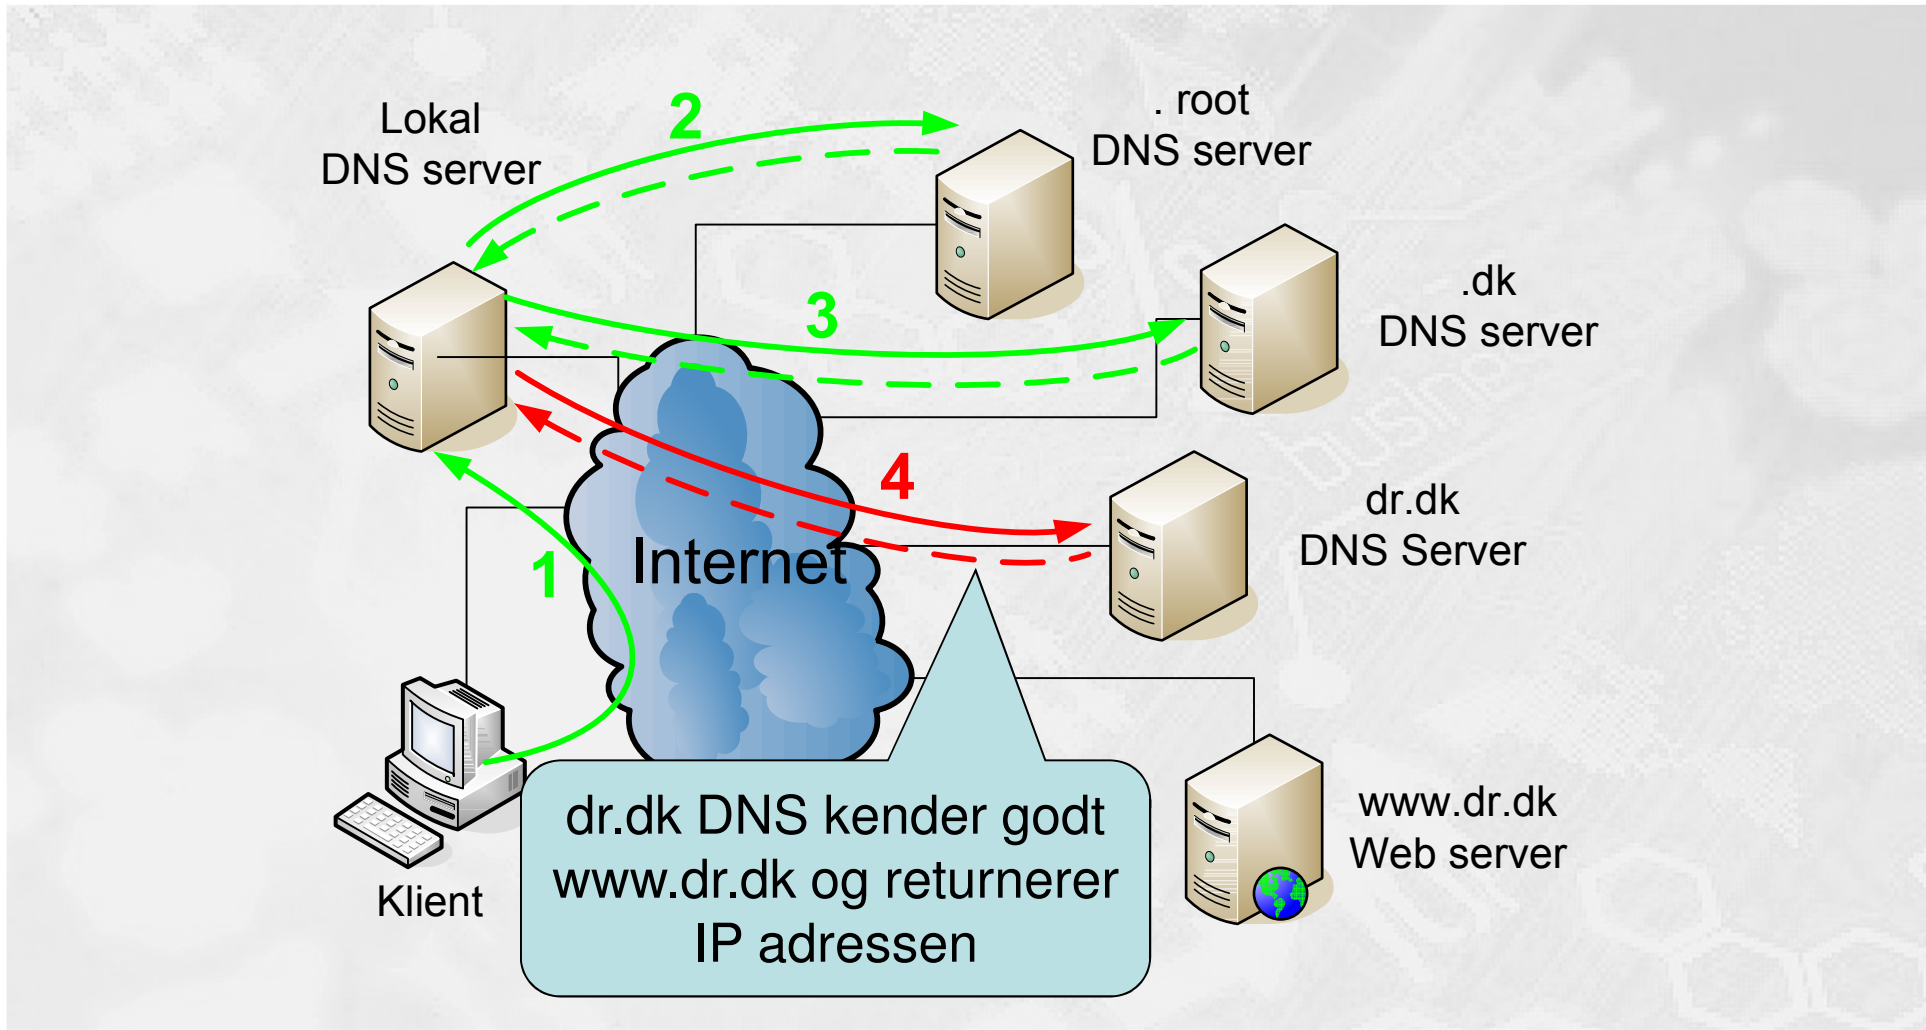 Lokal
DNS server
2
. root
DNS server
3
.dk
DNS server
4
dr.dk
DNS Server
Internet
1
Klient
dr.dk DNS kender godt
www.dr.dk og returnerer
IP adressen
www.dr.dk
Web server